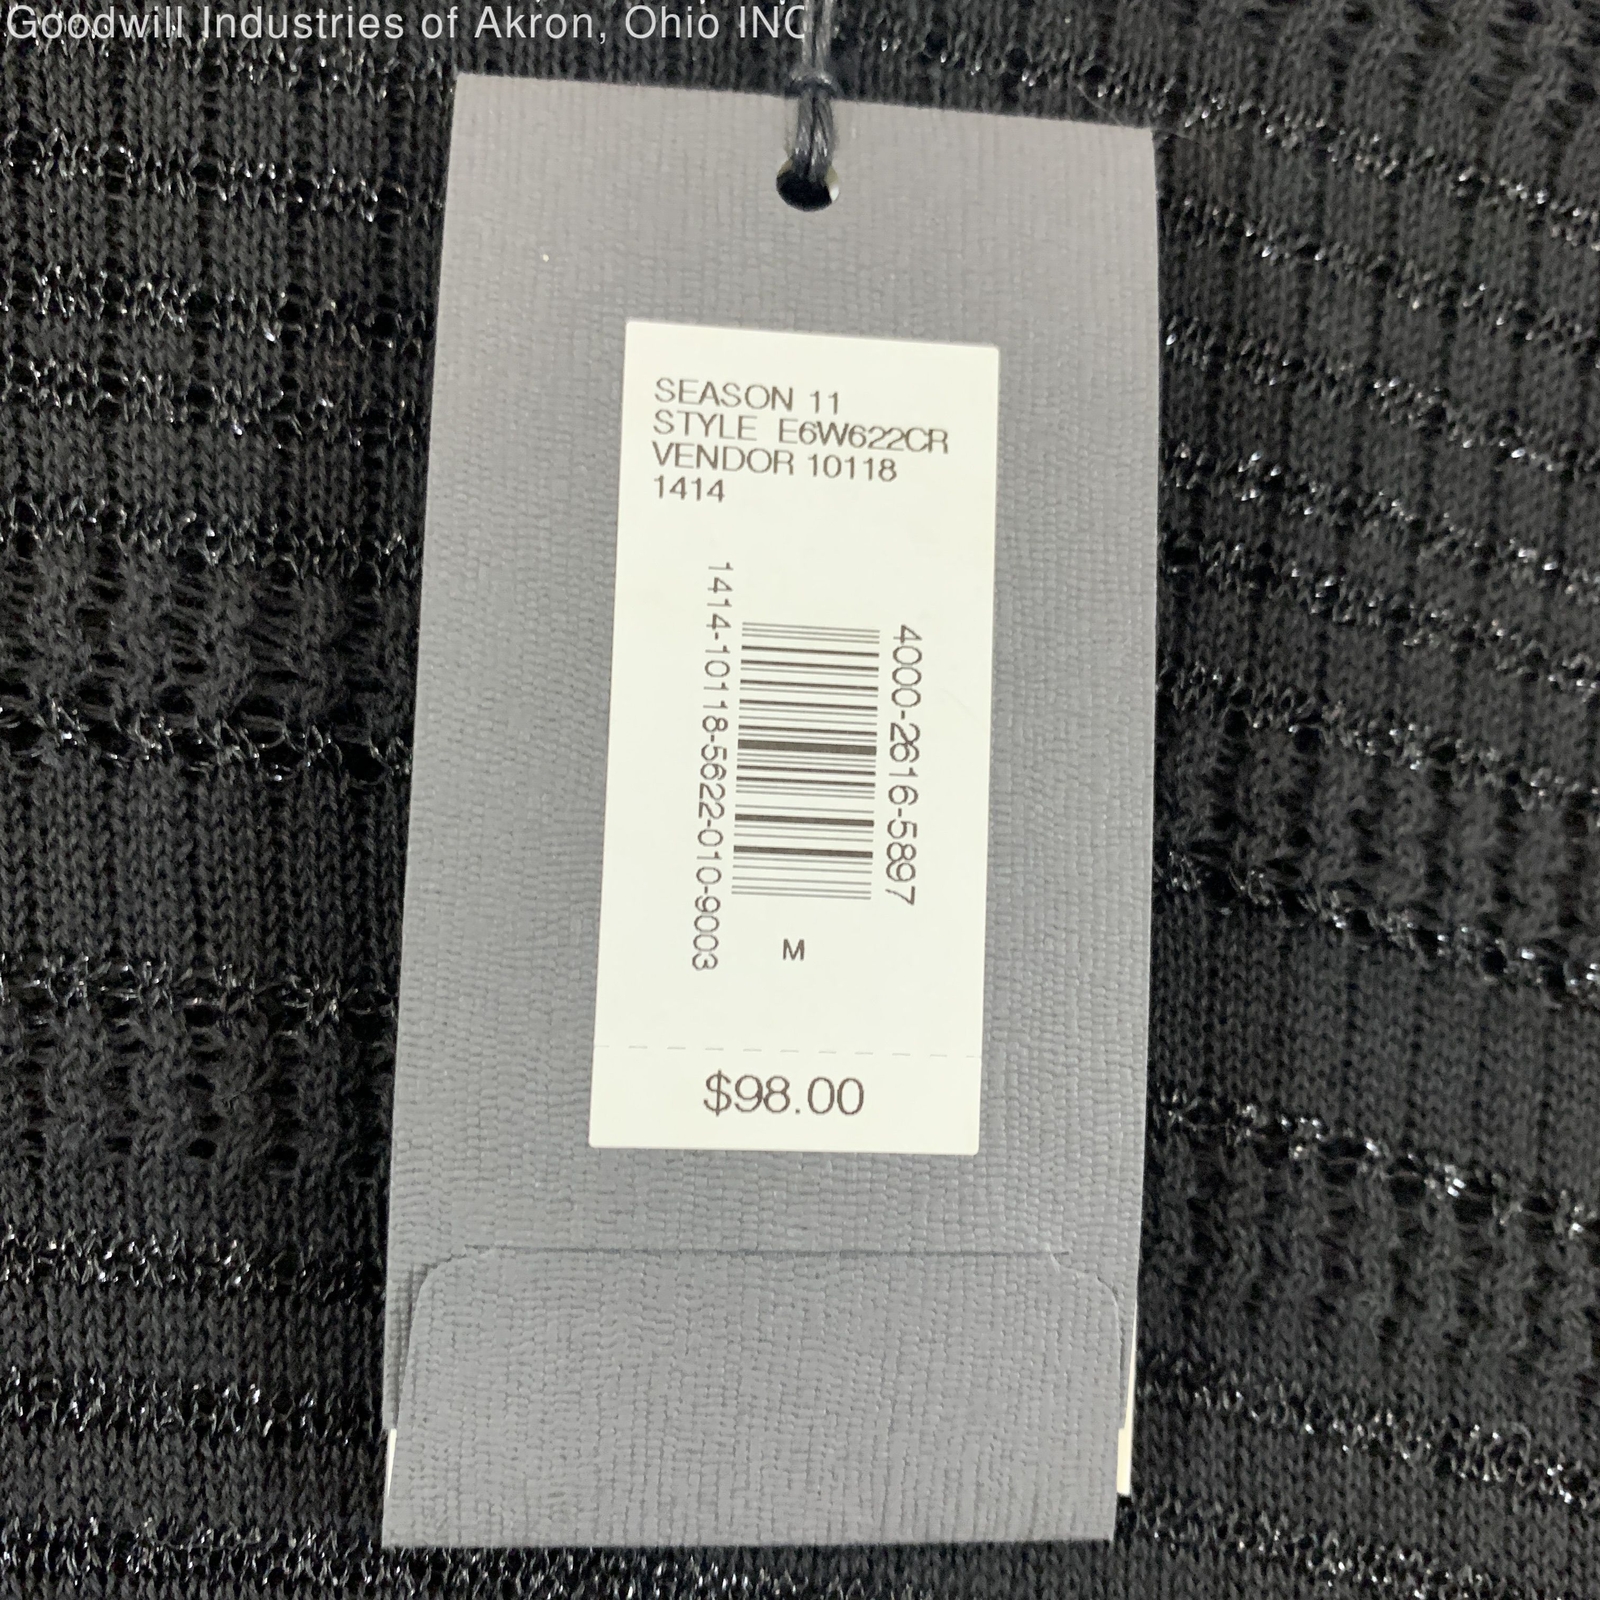 Goodwill Industries of Akron, Ohio INC
SEASON 11
STYLE E6W622CR
VENDOR 10118
1414
4000-2616-5897
1414-10118-5622-010-9003
M
$98.00